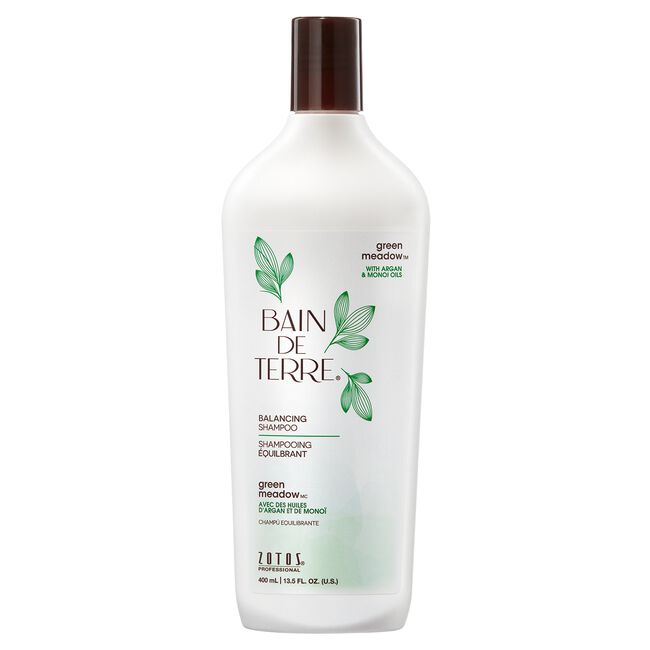 green
meadow™
WITH ARGAN
& MONOI OILS
BAIN
DE
TERRE®
BALANCING
SHAMPOO
SHAMPOOING
ÉQUILBRANT
green
meadow MC
AVEC DES HUILES
D'ARGAN ET DE MONOÏ
CHAMPÚ EQUILIBRANTE
ZOTOS®
PROFESSIONAL
400 mL | 13.5 FL. OZ. (U.S.)